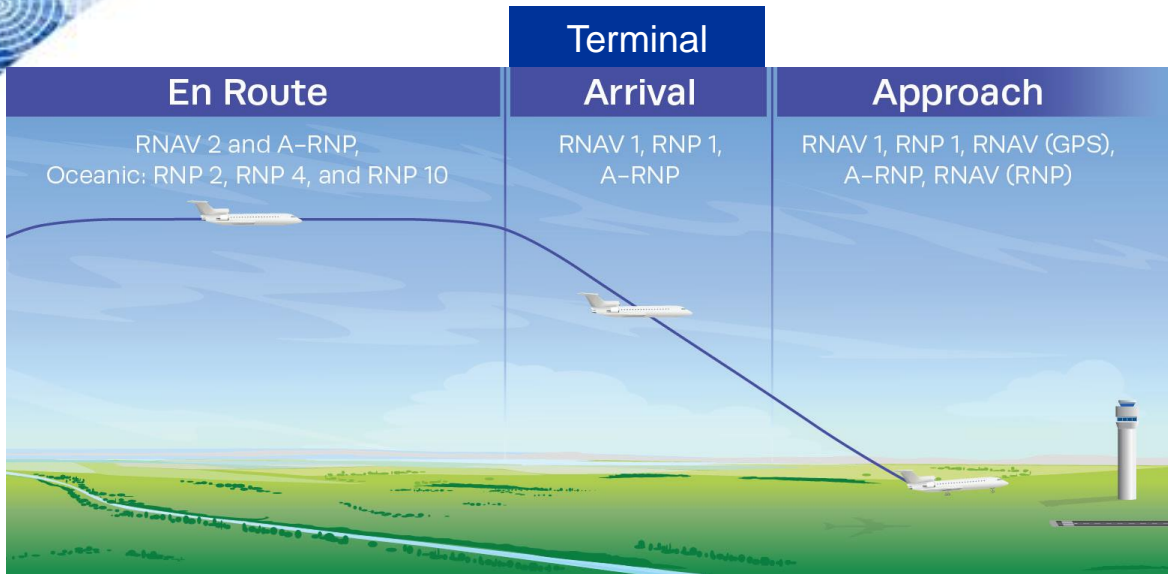 Terminal
En Route
RNAV 2 and A-RNP,
Oceanic: RNP 2, RNP 4, and RNP 10
Arrival
RNAV 1, RNP 1,
A-RNP
Approach
RNAV 1, RNP 1, RNAV (GPS),
A-RNP, RNAV (RNP)